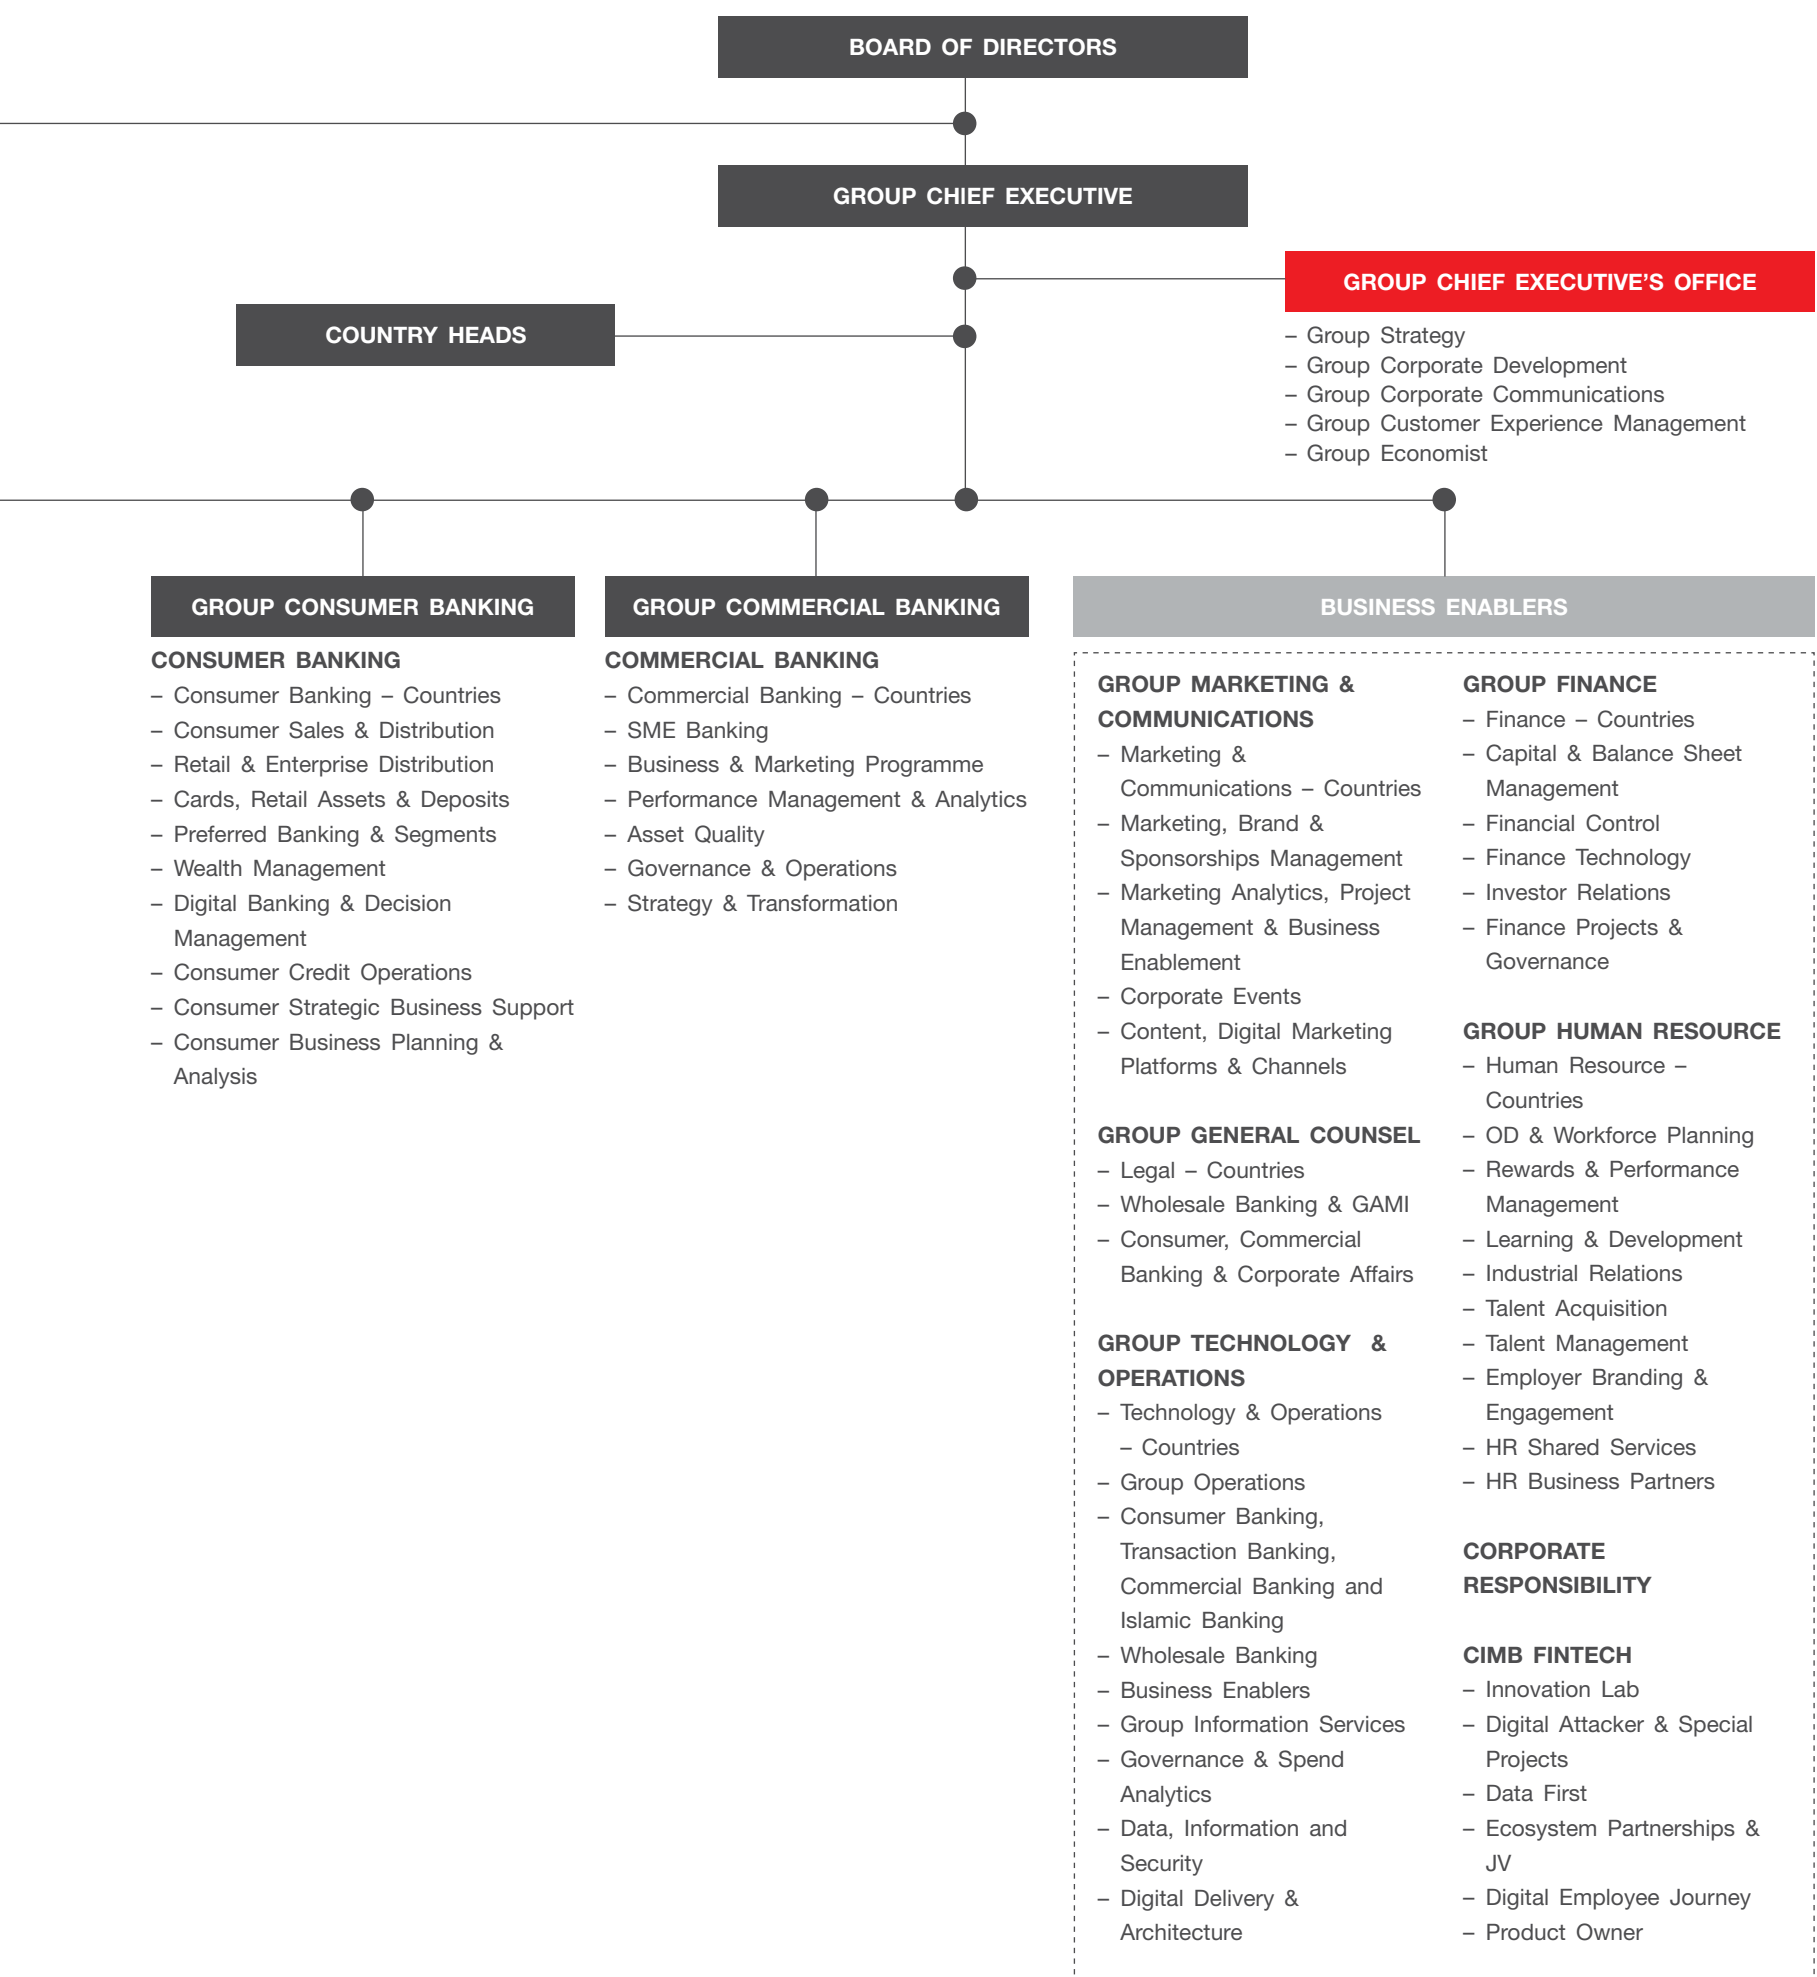 BOARD OF DIRECTORS
GROUP CHIEF EXECUTIVE
GROUP CHIEF EXECUTIVE’S OFFICE
– Group Strategy
– Group Corporate Development
– Group Corporate Communications
– Group Customer Experience Management
– Group Economist
COUNTRY HEADS
GROUP CONSUMER BANKING
CONSUMER BANKING
– Consumer Banking – Countries
– Consumer Sales & Distribution
– Retail & Enterprise Distribution
– Cards, Retail Assets & Deposits
– Preferred Banking & Segments
– Wealth Management
– Digital Banking & Decision
Management
– Consumer Credit Operations
– Consumer Strategic Business Support
– Consumer Business Planning &
Analysis
GROUP COMMERCIAL BANKING
COMMERCIAL BANKING
– Commercial Banking – Countries
– SME Banking
– Business & Marketing Programme
– Performance Management & Analytics
– Asset Quality
– Governance & Operations
– Strategy & Transformation
BUSINESS ENABLERS
GROUP MARKETING &
COMMUNICATIONS
– Marketing &
Communications – Countries
– Marketing, Brand &
Sponsorships Management
– Marketing Analytics, Project
Management & Business
Enablement
– Corporate Events
– Content, Digital Marketing
Platforms & Channels
GROUP GENERAL COUNSEL
– Legal – Countries
– Wholesale Banking & GAMI
– Consumer, Commercial
Banking & Corporate Affairs
GROUP TECHNOLOGY &
OPERATIONS
– Technology & Operations
– Countries
– Group Operations
– Consumer Banking,
Transaction Banking,
Commercial Banking and
Islamic Banking
– Wholesale Banking
– Business Enablers
– Group Information Services
– Governance & Spend
Analytics
– Data, Information and
Security
– Digital Delivery &
Architecture
GROUP FINANCE
– Finance – Countries
– Capital & Balance Sheet
Management
– Financial Control
– Finance Technology
– Investor Relations
– Finance Projects &
Governance
GROUP HUMAN RESOURCE
– Human Resource –
Countries
– OD & Workforce Planning
– Rewards & Performance
Management
– Learning & Development
– Industrial Relations
– Talent Acquisition
– Talent Management
– Employer Branding &
Engagement
– HR Shared Services
– HR Business Partners
CORPORATE
RESPONSIBILITY
CIMB FINTECH
– Innovation Lab
– Digital Attacker & Special
Projects
– Data First
– Ecosystem Partnerships &
JV
– Digital Employee Journey
– Product Owner